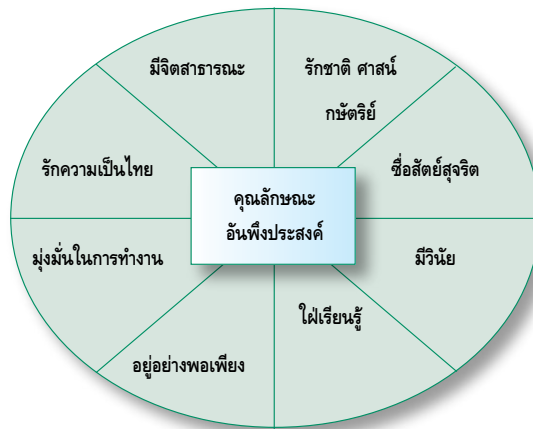 มีจิตสาธารณะ
รักชาติ ศาสน์
กษัตริย์
รักความเป็นไทย
ซื่อสัตย์สุจริต
คุณลักษณะ
อันพึงประสงค์
มุ่งมั่นในการทำงาน
มีวินัย
ใฝ่เรียนรู้
อยู่อย่างพอเพียง